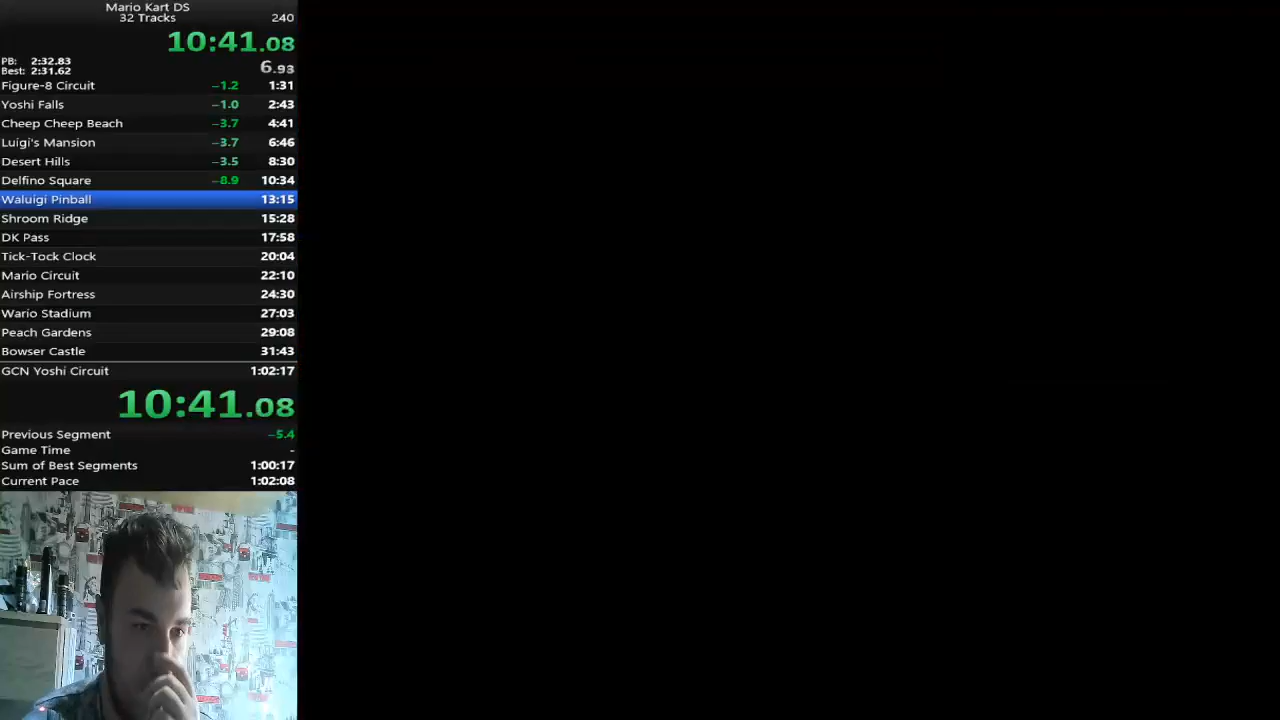 Mario Kart DS
32 Tracks 240
10:41.08
PB: 2:32.83
Best: 2:31.62
6.93
Figure-8 Circuit −1.2 1:31
Yoshi Falls −1.0 2:43
Cheep Cheep Beach −3.7 4:41
Luigi's Mansion −3.7 6:46
Desert Hills −3.5 8:30
Delfino Square −8.9 10:34
Waluigi Pinball 13:15
Shroom Ridge 15:28
DK Pass 17:58
Tick-Tock Clock 20:04
Mario Circuit 22:10
Airship Fortress 24:30
Wario Stadium 27:03
Peach Gardens 29:08
Bowser Castle 31:43
GCN Yoshi Circuit 1:02:17
10:41.08
Previous Segment −5.4
Game Time -
Sum of Best Segments 1:00:17
Current Pace 1:02:08